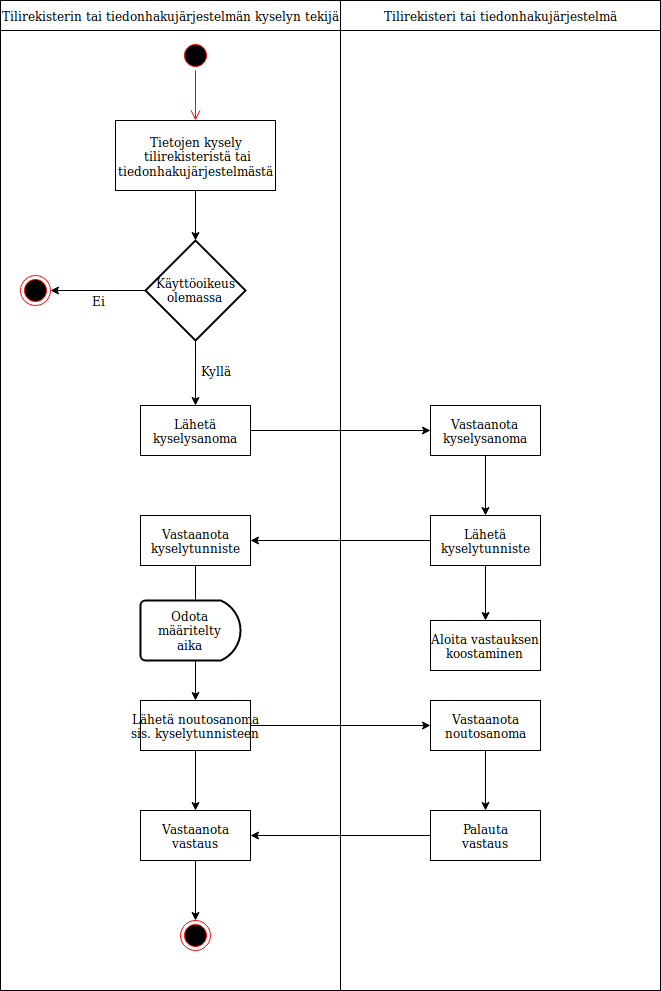 Tilirekisterin tai tiedonhakujärjestelmän kyselyn tekijä
Tilirekisteri tai tiedonhakujärjestelmä
Tietojen kysely
tilirekisteristä tai
tiedonhakujärjestelmästä
Käyttöoikeus
olemassa
Ei
Kyllä
Lähetä
kyselysanoma
Vastaanota
kyselysanoma
Vastaanota
kyselytunniste
Lähetä
kyselytunniste
Odota
määritelty
aika
Aloita vastauksen
koostaminen
Lähetä noutosanoma
sis. kyselytunnisteen
Vastaanota
noutosanoma
Vastaanota
vastaus
Palauta
vastaus